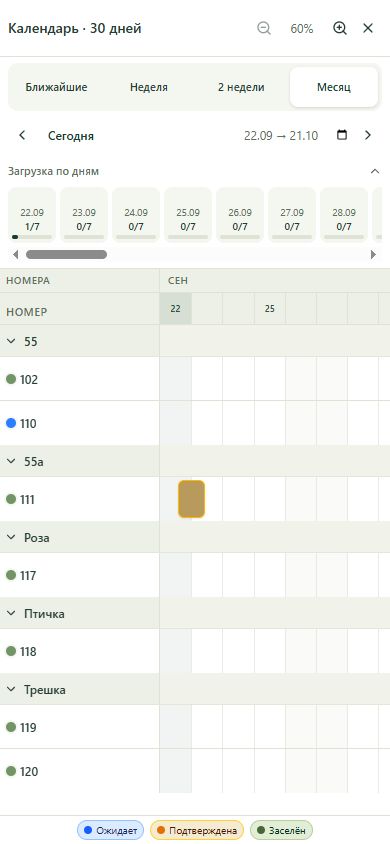 Календарь · 30 дней
60%
Ближайшие Неделя 2 недели Месяц
Сегодня 22.09 → 21.10
Загрузка по дням
22.09 23.09 24.09 25.09 26.09 27.09 28.09
1/7 0/7 0/7 0/7 0/7 0/7 0/7
НОМЕРА СЕН
НОМЕР 22 25
55
102
110
55а
111
Роза
117
Птичка
118
Трешка
119
120
Ожидает Подтверждена Заселён